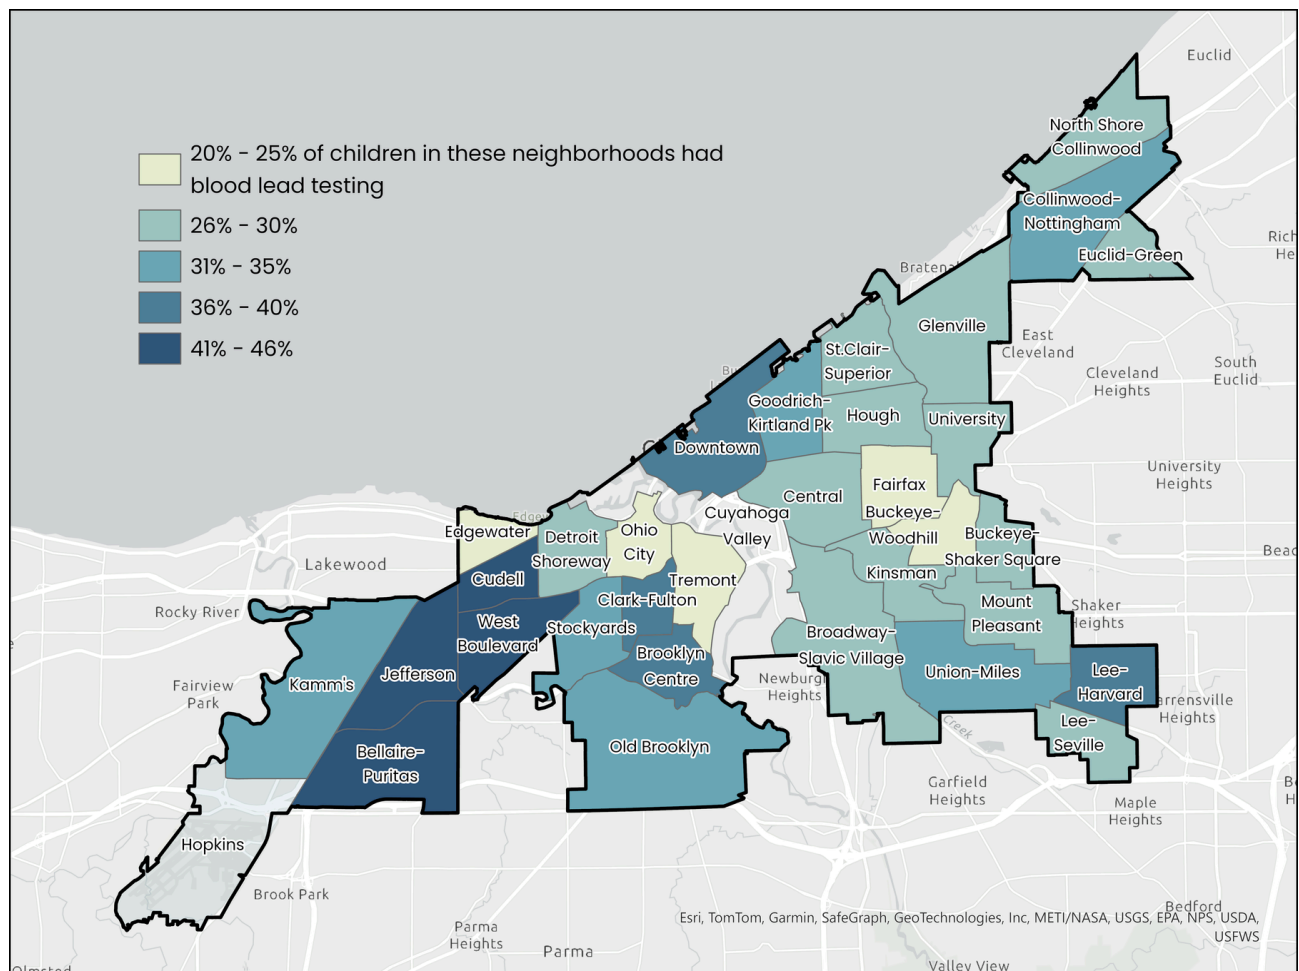 Euclid
North Shore
Collinwood
20% - 25% of children in these neighborhoods had
blood lead testing
26% - 30%
31% - 35%
36% - 40%
41% - 46%
Collinwood-
Nottingham
Euclid-Green
Glenville
East
Cleveland
St.Clair-
Superior
Cleveland
Heights
South
Euclid
Goodrich-
Kirtland Pk
Hough
University
Downtown
University
Heights
Central
Fairfax
Cuyahoga
Valley
Buckeye-
Woodhill
Buckeye-
Shaker Square
Edgewater
Detroit
Shoreway
Ohio
City
Lakewood
Cudell
Tremont
Kinsman
Clark-Fulton
Rocky River
West
Boulevard
Stockyards
Mount
Pleasant
Shaker
Heights
Broadway-
Slavic Village
Brooklyn
Centre
Jefferson
Kamm's
Fairview
Park
Newburgh
Heights
Union-Miles
Lee-
Harvard
Heights
Creek
Lee-
Seville
Old Brooklyn
Bellaire-
Puritas
Garfield
Heights
Maple
Heights
Hopkins
Brook Park
Bedford
Parma
Heights
Parma
Esri, TomTom, Garmin, SafeGraph, GeoTechnologies, Inc, METI/NASA, USGS, EPA, NPS, USDA,
USFWS
Valley View